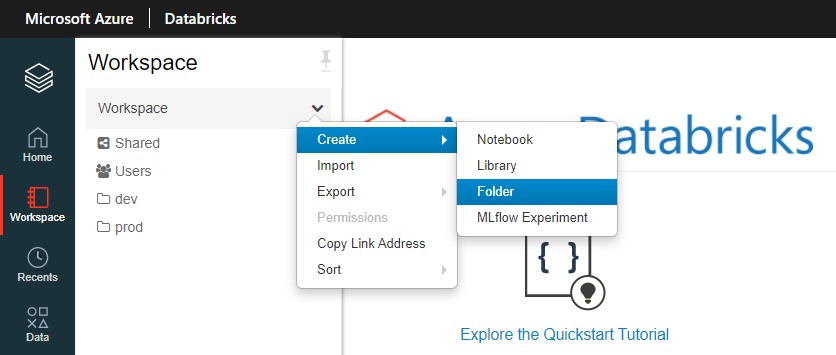 Microsoft Azure | Databricks
Workspace
Workspace
Shared
Users
dev
prod
Home
Workspace
Recents
Data
Create
Import
Export
Permissions
Copy Link Address
Sort
Notebook
Library
Folder
MLflow Experiment
Databricks
{ }
Explore the Quickstart Tutorial